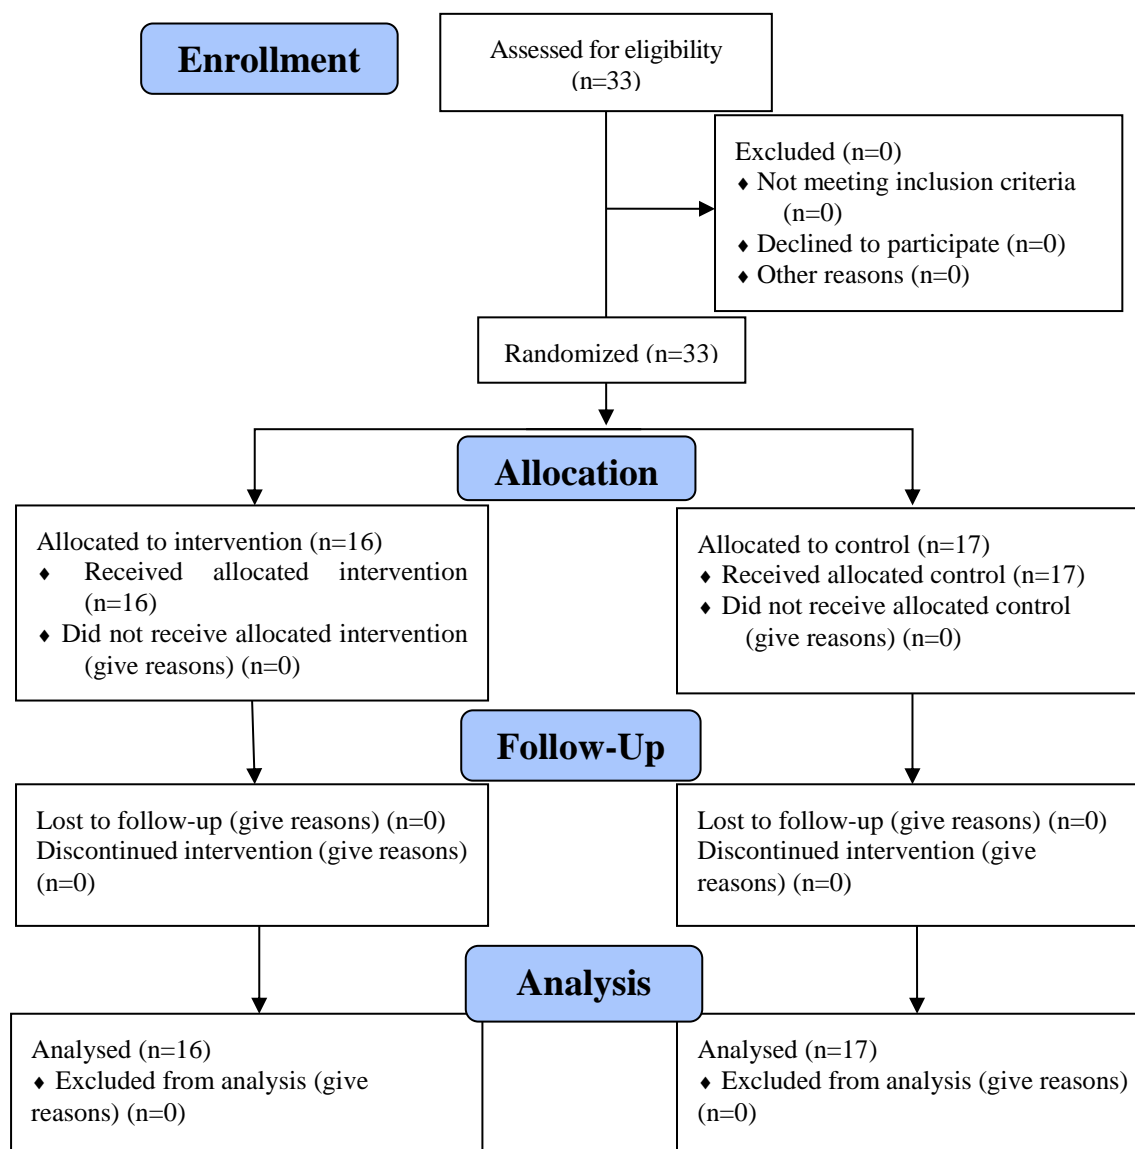 Enrollment
Assessed for eligibility
(n=33)
Excluded (n=0)
♦ Not meeting inclusion criteria
(n=0)
♦ Declined to participate (n=0)
♦ Other reasons (n=0)
Randomized (n=33)
Allocation
Allocated to intervention (n=16)
♦ Received allocated intervention
(n=16)
♦ Did not receive allocated intervention
(give reasons) (n=0)
Allocated to control (n=17)
♦ Received allocated control (n=17)
♦ Did not receive allocated control
(give reasons) (n=0)
Follow-Up
Lost to follow-up (give reasons) (n=0)
Discontinued intervention (give reasons)
(n=0)
Lost to follow-up (give reasons) (n=0)
Discontinued intervention (give
reasons) (n=0)
Analysis
Analysed (n=16)
♦ Excluded from analysis (give
reasons) (n=0)
Analysed (n=17)
♦ Excluded from analysis (give reasons)
(n=0)